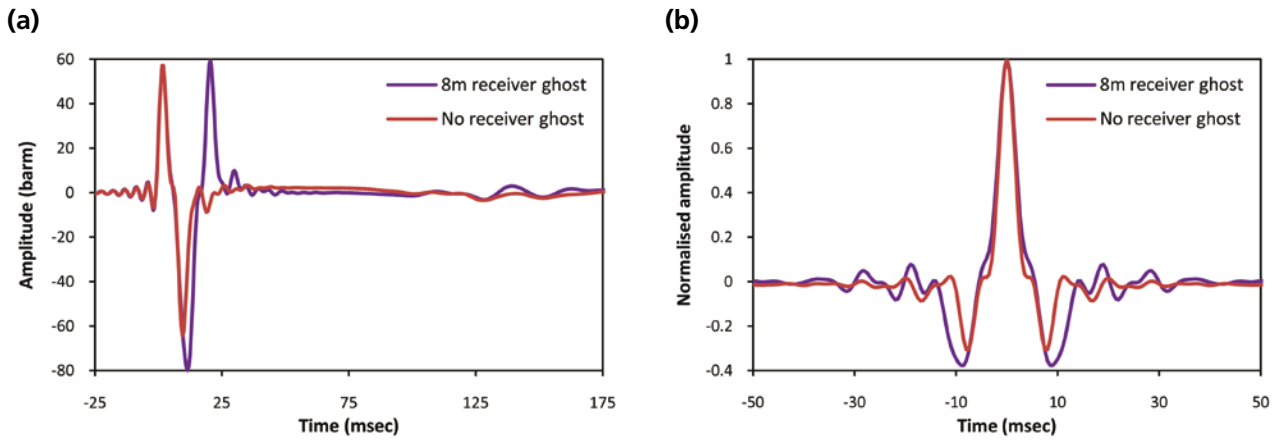 (a)
60
40
20
0
-20
-40
-60
-80
Amplitude (barm)
8m receiver ghost
No receiver ghost
-25 25 75 125 175
Time (msec)
(b)
1
0.8
0.6
0.4
0.2
0
-0.2
-0.4
Normalised amplitude
8m receiver ghost
No receiver ghost
-50 -30 -10 10 30 50
Time (msec)